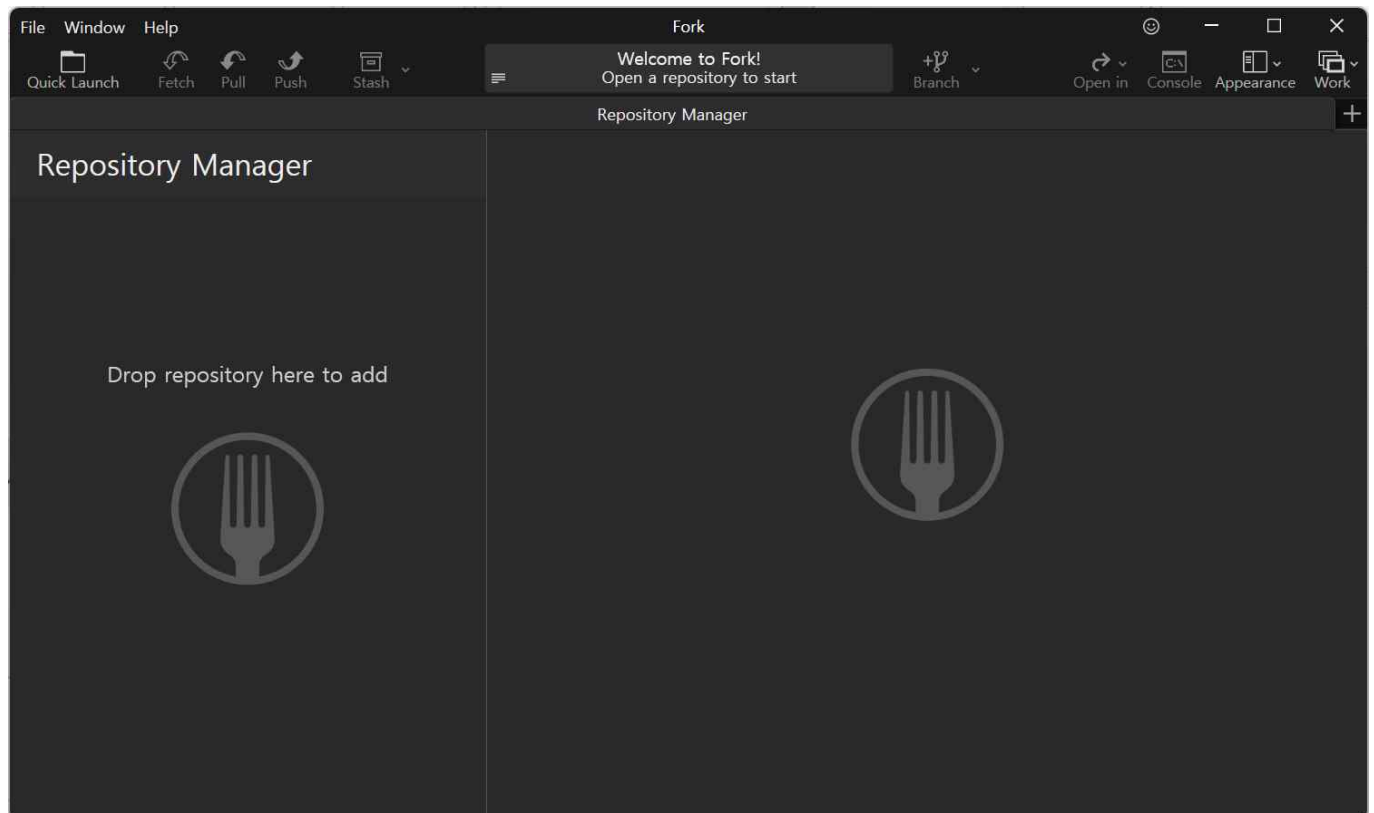 File Window Help Fork
Welcome to Fork!
Open a repository to start
Quick Launch Fetch Pull Push Stash Branch Open in Console Appearance Work
C:\
Repository Manager
Repository Manager
Drop repository here to add